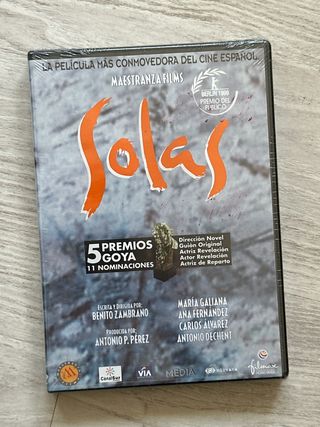 LA PELÍCULA MÁS CONMOVEDORA DEL CINE ESPAÑOL
MAESTRANZA FILMS
BERLIN 1999
PREMIO DEL
PÚBLICO
Solas
5 PREMIOS
GOYA
11 NOMINACIONES
Dirección Novel
Guión Original
Actriz Revelación
Actor Revelación
Actriz de Reparto
ESCRITA Y DIRIGIDA POR:
BENITO ZAMBRANO
PRODUCIDA POR:
ANTONIO P. PÉREZ
MARÍA GALIANA
ANA FERNÁNDEZ
CARLOS ÁLVAREZ
ANTONIO DECHENT
CanalSur
VIA
MEDIA
filmax